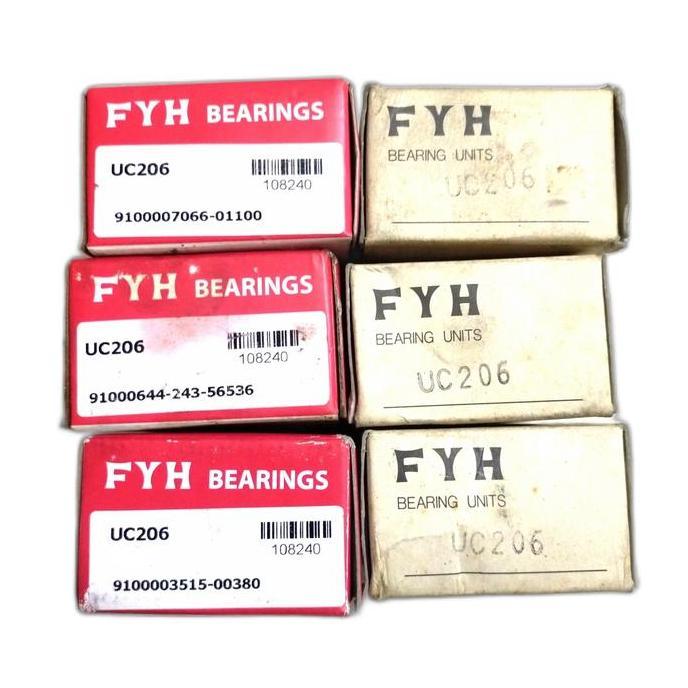 FYH BEARINGS
UC206
108240
9100007066-01100
FYH
BEARING UNITS
UC206
FYH BEARINGS
UC206
108240
91000644-243-56536
FYH
BEARING UNITS
UC206
FYH BEARINGS
UC206
108240
9100003515-00380
FYH
BEARING UNITS
UC206